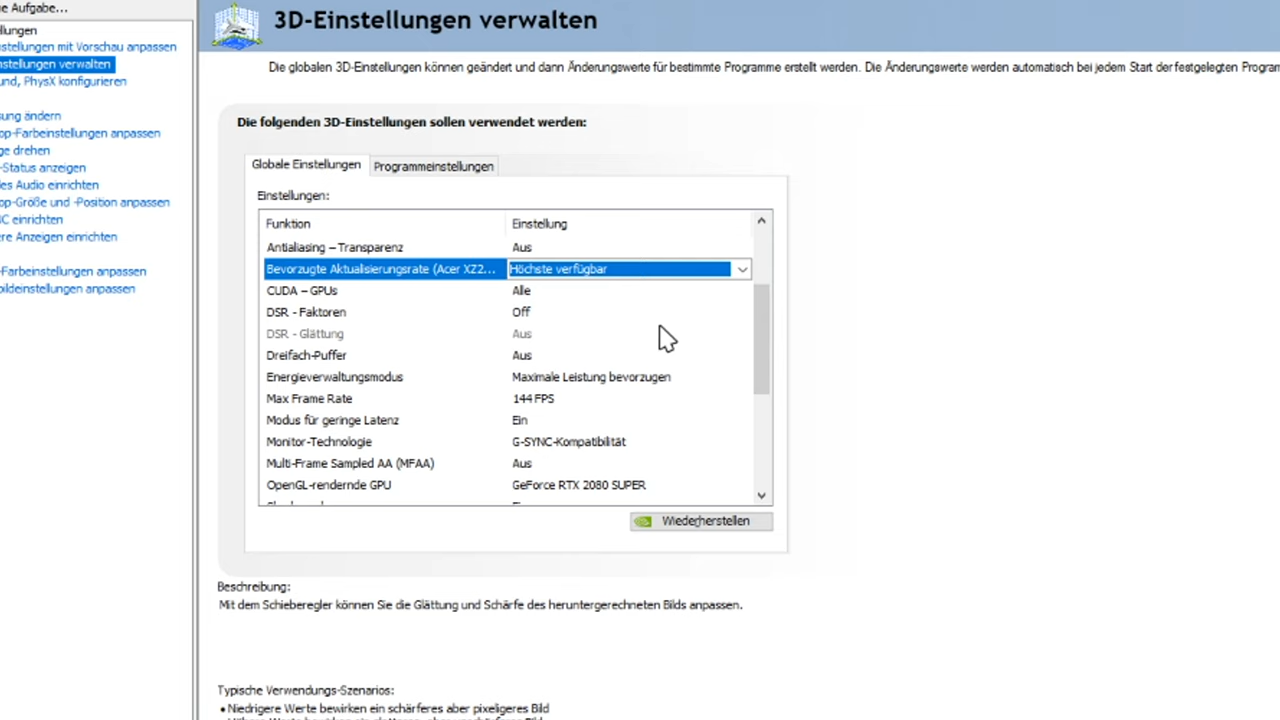 e Aufgabe...
llungen
stellungen mit Vorschau anpassen
nstellungen verwalten
und, PhysX konfigurieren
sung ändern
op-Farbeinstellungen anpassen
ge drehen
-Status anzeigen
les Audio einrichten
op-Größe und -Position anpassen
NC einrichten
ere Anzeigen einrichten
-Farbeinstellungen anpassen
bildeinstellungen anpassen
3D-Einstellungen verwalten
Die globalen 3D-Einstellungen können geändert und dann Änderungswerte für bestimmte Programme erstellt werden. Die Änderungswerte werden automatisch bei jedem Start der festgelegten Progran
Die folgenden 3D-Einstellungen sollen verwendet werden:
Globale Einstellungen Programmeinstellungen
Einstellungen:
Funktion Einstellung
Antialiasing – Transparenz Aus
Bevorzugte Aktualisierungsrate (Acer XZ2... Höchste verfügbar
CUDA – GPUs Alle
DSR - Faktoren Off
DSR - Glättung Aus
Dreifach-Puffer Aus
Energieverwaltungsmodus Maximale Leistung bevorzugen
Max Frame Rate 144 FPS
Modus für geringe Latenz Ein
Monitor-Technologie G-SYNC-Kompatibilität
Multi-Frame Sampled AA (MFAA) Aus
OpenGL-rendernde GPU GeForce RTX 2080 SUPER
Wiederherstellen
Beschreibung:
Mit dem Schieberegler können Sie die Glättung und Schärfe des heruntergerechneten Bilds anpassen.
Typische Verwendungs-Szenarios:
• Niedrigere Werte bewirken ein schärferes aber pixeligeres Bild